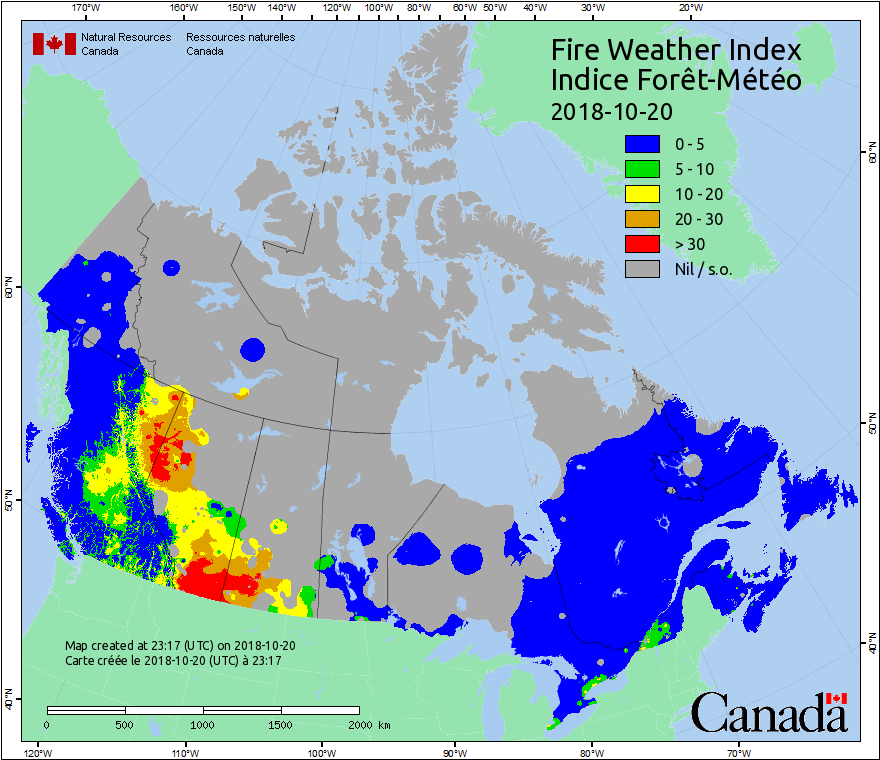 170°W 160°W 150°W 140°W 130°W 120°W 110°W 100°W 90°W 80°W 70°W 60°W 50°W 40°W 30°W 20°W
Natural Resources Ressources naturelles
Canada Canada
Fire Weather Index
Indice Forêt-Météo
2018-10-20
0 - 5
5 - 10
10 - 20
20 - 30
> 30
Nil / s.o.
60°N
60°N
50°N
50°N
40°N
40°N
Map created at 23:17 (UTC) on 2018-10-20
Carte créée le 2018-10-20 (UTC) à 23:17
0 500 1000 1500 2000 km
Canada
120°W 110°W 100°W 90°W 80°W 70°W